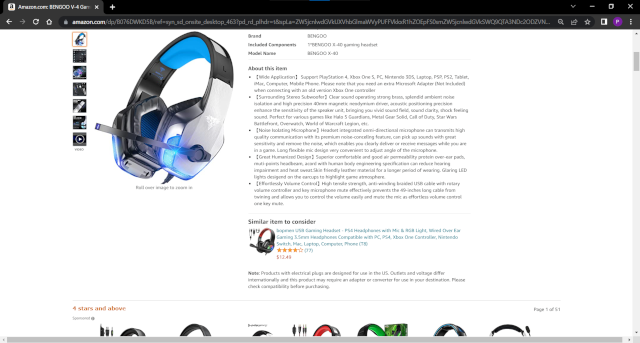 Amazon.com: BENGOO V-4 Gam
amazon.com/dp/B076DWKD5B/ref=syn_sd_onsite_desktop_463?
Roll over image to zoom in
Brand BENGOO
Included Components 1*BENGOO X-40 gaming headset
Model Name BENGOO X-40
About this item
【Wide Application】 Support PlayStation 4, Xbox One S, PC, Nintendo 3DS, Laptop, PSP, PS3, Tablet,
iMac, Computer, Mobile Phone. Please note that you need an extra Microsoft Adapter (Not Included)
when connecting with an old version Xbox One controller
【Surrounding Stereo Subwoofer】 Clear sound operating strong brass, splendid ambient noise
isolation and high precision 40mm magnetic neodymium driver, acoustic positioning precision
enhance the sensitivity of the speaker unit, bringing you vivid sound field, sound clarity, shock feeling
sound. Perfect for various games like Halo 5 Guardians, Metal Gear Solid, Call of Duty, Star Wars
Battlefront, Overwatch, World of Warcraft Legion, etc.
【Noise Isolating Microphone】 Headset integrated onmi-directional microphone can transmits high
quality communication with its premium noise-concelling feature, can pick up sounds with great
sensitivity and remove the noise, which enables you clearly deliver or receive messages while you are
in a game. Long flexible mic design very convenient to adjust angle of the microphone.
【Great Humanized Design】 Superior comfortable and good air permeability protein over-ear pads,
muti-points headbeam, acord with human body engineering specification can reduce hearing
impairment and heat sweat.Skin friendly leather material for a longer period of wearing. Glaring LED
lights desigend on the earcups to highlight game atmosphere.
【Effortlessly Volume Control】 High tensile strength, anti-winding braided USB cable with rotary
volume controller and key microphone mute effectively prevents the 49-inches long cable from
twining and allows you to control the volume easily and mute the mic as effortless volume control
one key mute.
Similar item to consider
USB Gaming Headset - PS4 Headphones with Mic & RGB Light, Wired Over Ear
Gaming 3.5mm Headphones Compatible with PC, PS4, Xbox One Controller, Nintendo
Switch, Mac, Laptop, Computer, Phone
(77)
Note: Products with electrical plugs are designed for use in the US. Outlets and voltage differ
internationally and this product may require an adapter or converter for use in your destination. Please
check compatibility before purchasing.
4 stars and above
Page 1 of 51
Sponsored